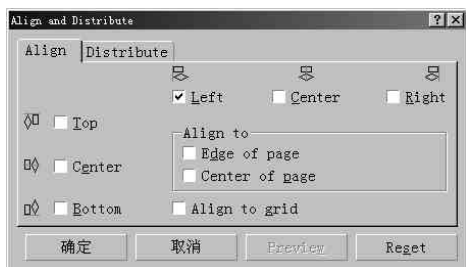 Align and Distribute
Align Distribute
Left Center Right
Top
Align to
Edge of page
Center Center of page
Bottom Align to grid
确定 取消 Preview Reset